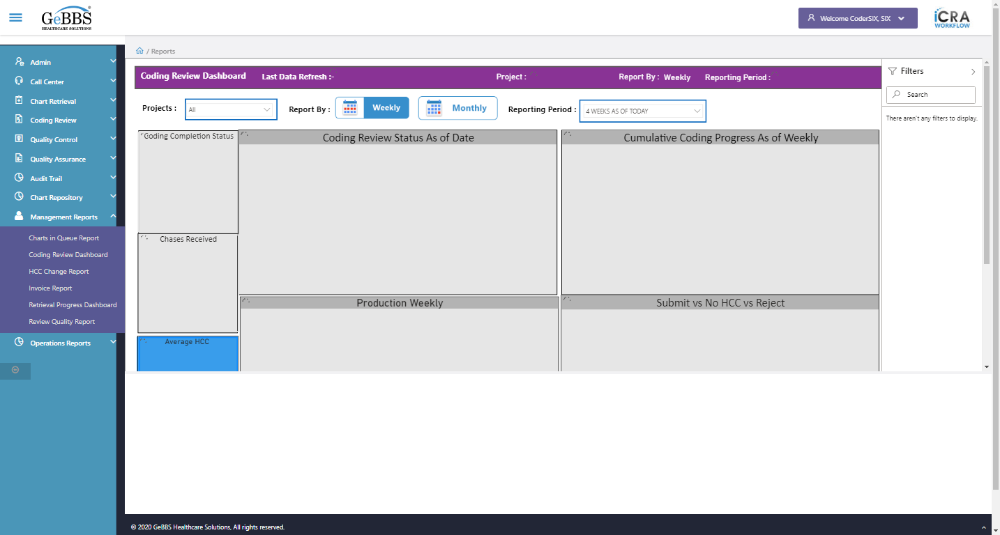 GeBBS
HEALTHCARE SOLUTIONS
Welcome CoderSIX, SIX
iCRA
WORKFLOW
/ Reports
Admin
Call Center
Chart Retrieval
Coding Review
Quality Control
Quality Assurance
Audit Trail
Chart Repository
Management Reports
Charts in Queue Report
Coding Review Dashboard
HCC Change Report
Invoice Report
Retrieval Progress Dashboard
Review Quality Report
Operations Reports
Coding Review Dashboard Last Data Refresh :- Project : Report By : Weekly Reporting Period :
Projects : All Report By : Weekly Monthly Reporting Period : 4 WEEKS AS OF TODAY
Coding Completion Status
Coding Review Status As of Date
Cumulative Coding Progress As of Weekly
Chases Received
Production Weekly
Submit vs No HCC vs Reject
Average HCC
Filters
Search
There aren't any filters to display.
© 2020 GeBBS Healthcare Solutions, All rights reserved.